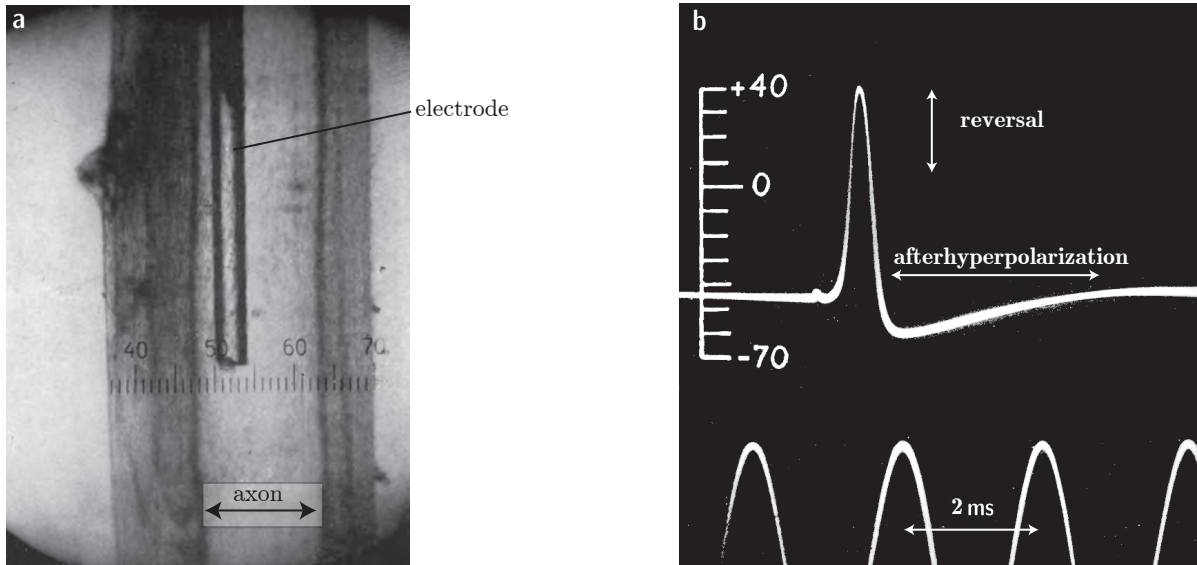 a
electrode
40 50 60 70
axon
b
+40
reversal
0
afterhyperpolarization
-70
2 ms